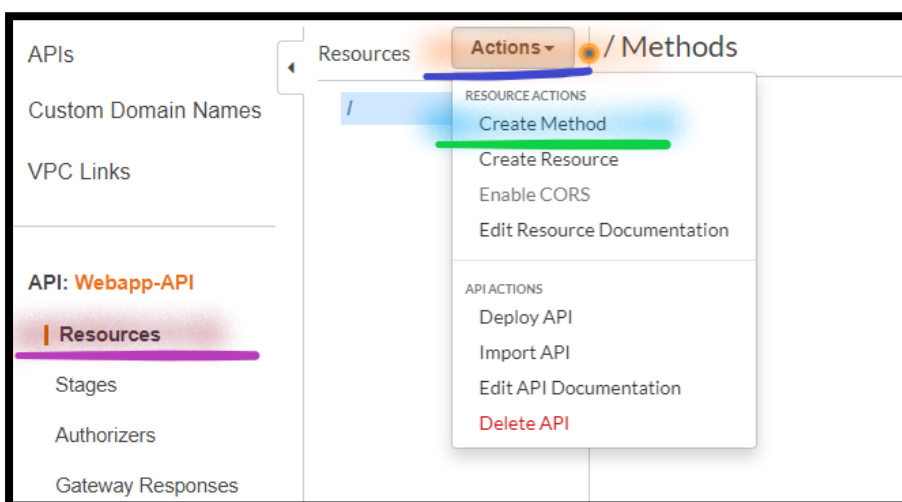 APIs
Custom Domain Names
VPC Links
API: Webapp-API
Resources
Stages
Authorizers
Gateway Responses
Resources
Actions
/ Methods
/
RESOURCE ACTIONS
Create Method
Create Resource
Enable CORS
Edit Resource Documentation
API ACTIONS
Deploy API
Import API
Edit API Documentation
Delete API